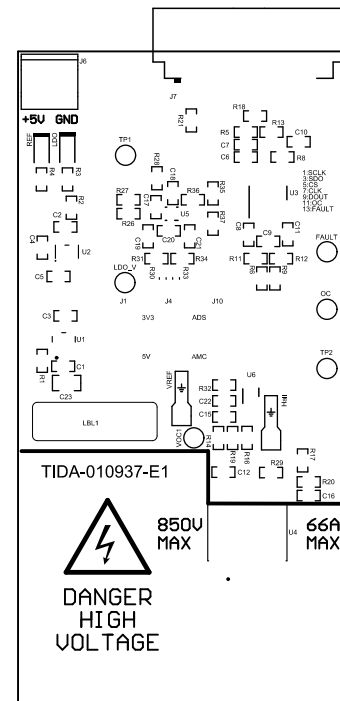 J6
J7
+5V GND
REF
LDO
R4
R3
R2
C2
C4
U2
C5
C3
U1
R1
C1
C23
LBL1
TP1
LDO_V
R21
R18
R5
R13
C10
C7
C6
R8
R28
C18
R27
C17
R36
R35
R26
U5
R37
C19
C20
C21
R31
R34
R30
R33
U3
1:SCLK
3:SDO
5:CS
7:CLK
9:DOUT
11:OC
13:FAULT
C8
C9
C11
FAULT
R11
R12
R6
R9
OC
TP2
J1 J4 J10
3V3 ADS
5V AMC
VREF
VOC1
R32
C22
C15
U6
R14
R19
R16
C12
R29
R17
R20
C16
U4
TIDA-010937-E1
850V
MAX
66A
MAX
DANGER
HIGH
VOLTAGE